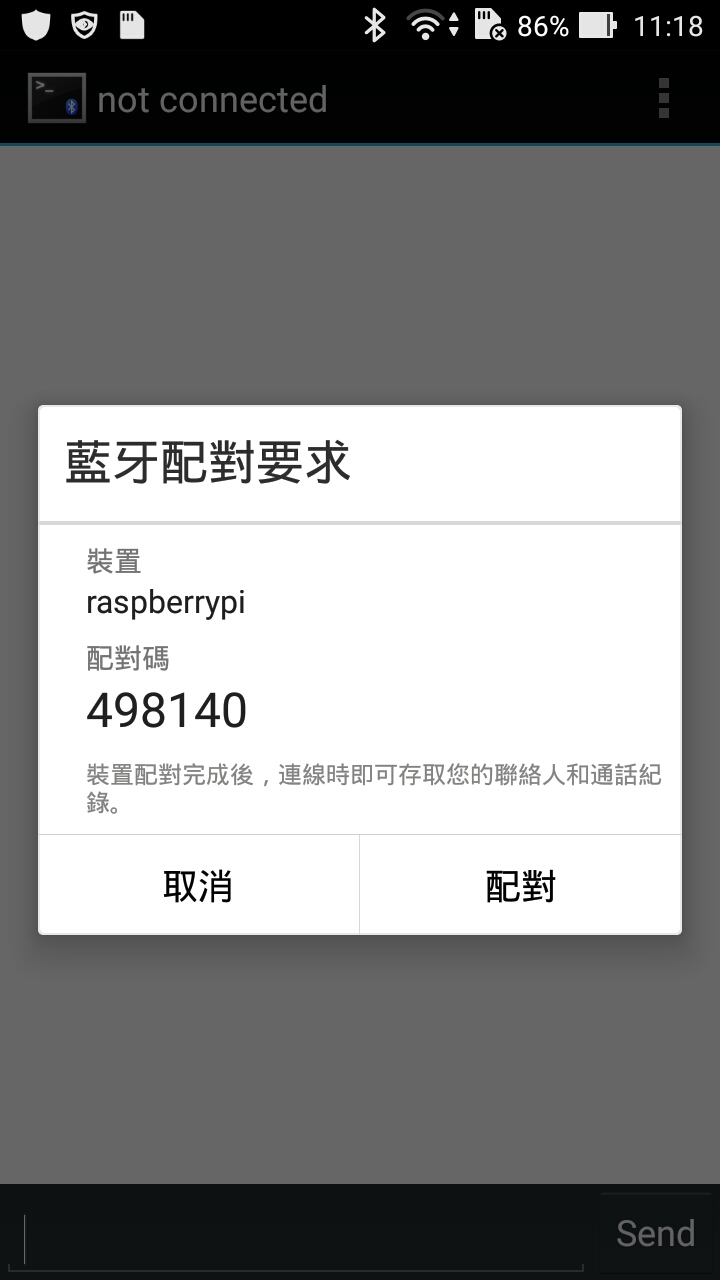 86% 11:18
>_ not connected
藍牙配對要求
裝置
raspberrypi
配對碼
498140
裝置配對完成後，連線時即可存取您的聯絡人和通話紀
錄。
取消 配對
Send